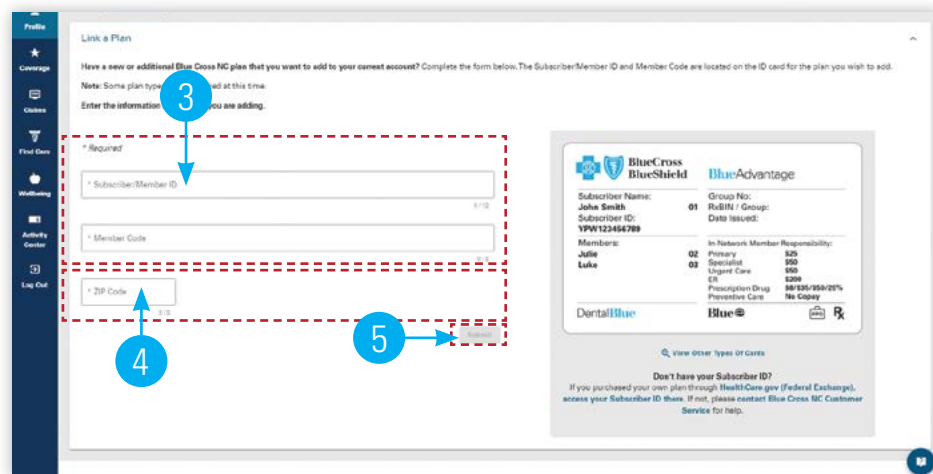 Profile
Coverage
Claims
Find Care
Wellbeing
Activity
Center
Log Out
Link a Plan
Have a new or additional Blue Cross NC plan that you want to add to your current account? Complete the form below. The Subscriber/Member ID and Member Code are located on the ID card for the plan you wish to add.
Note: Some plan type ed at this time.
Enter the information you are adding.
3
* Required
* Subscriber/Member ID
* Member Code
* ZIP Code
4
5
BlueCross
BlueShield
BlueAdvantage
Subscriber Name:
John Smith 01
Subscriber ID:
YPW123456789
Group No:
RxBIN / Group:
Date Issued:
Members:
Julie 02
Luke 03
In-Network Member Responsibility:
Primary $25
Specialist $50
Urgent Care $50
ER $200
Prescription Drug
Preventive Care No Copay
DentalBlue
Blue
PPO
Rx
View Other Types Of Cards
Don't have your Subscriber ID?
If you purchased your own plan through HealthCare.gov (Federal Exchange),
access your Subscriber ID there. If not, please contact Blue Cross NC Customer
Service for help.